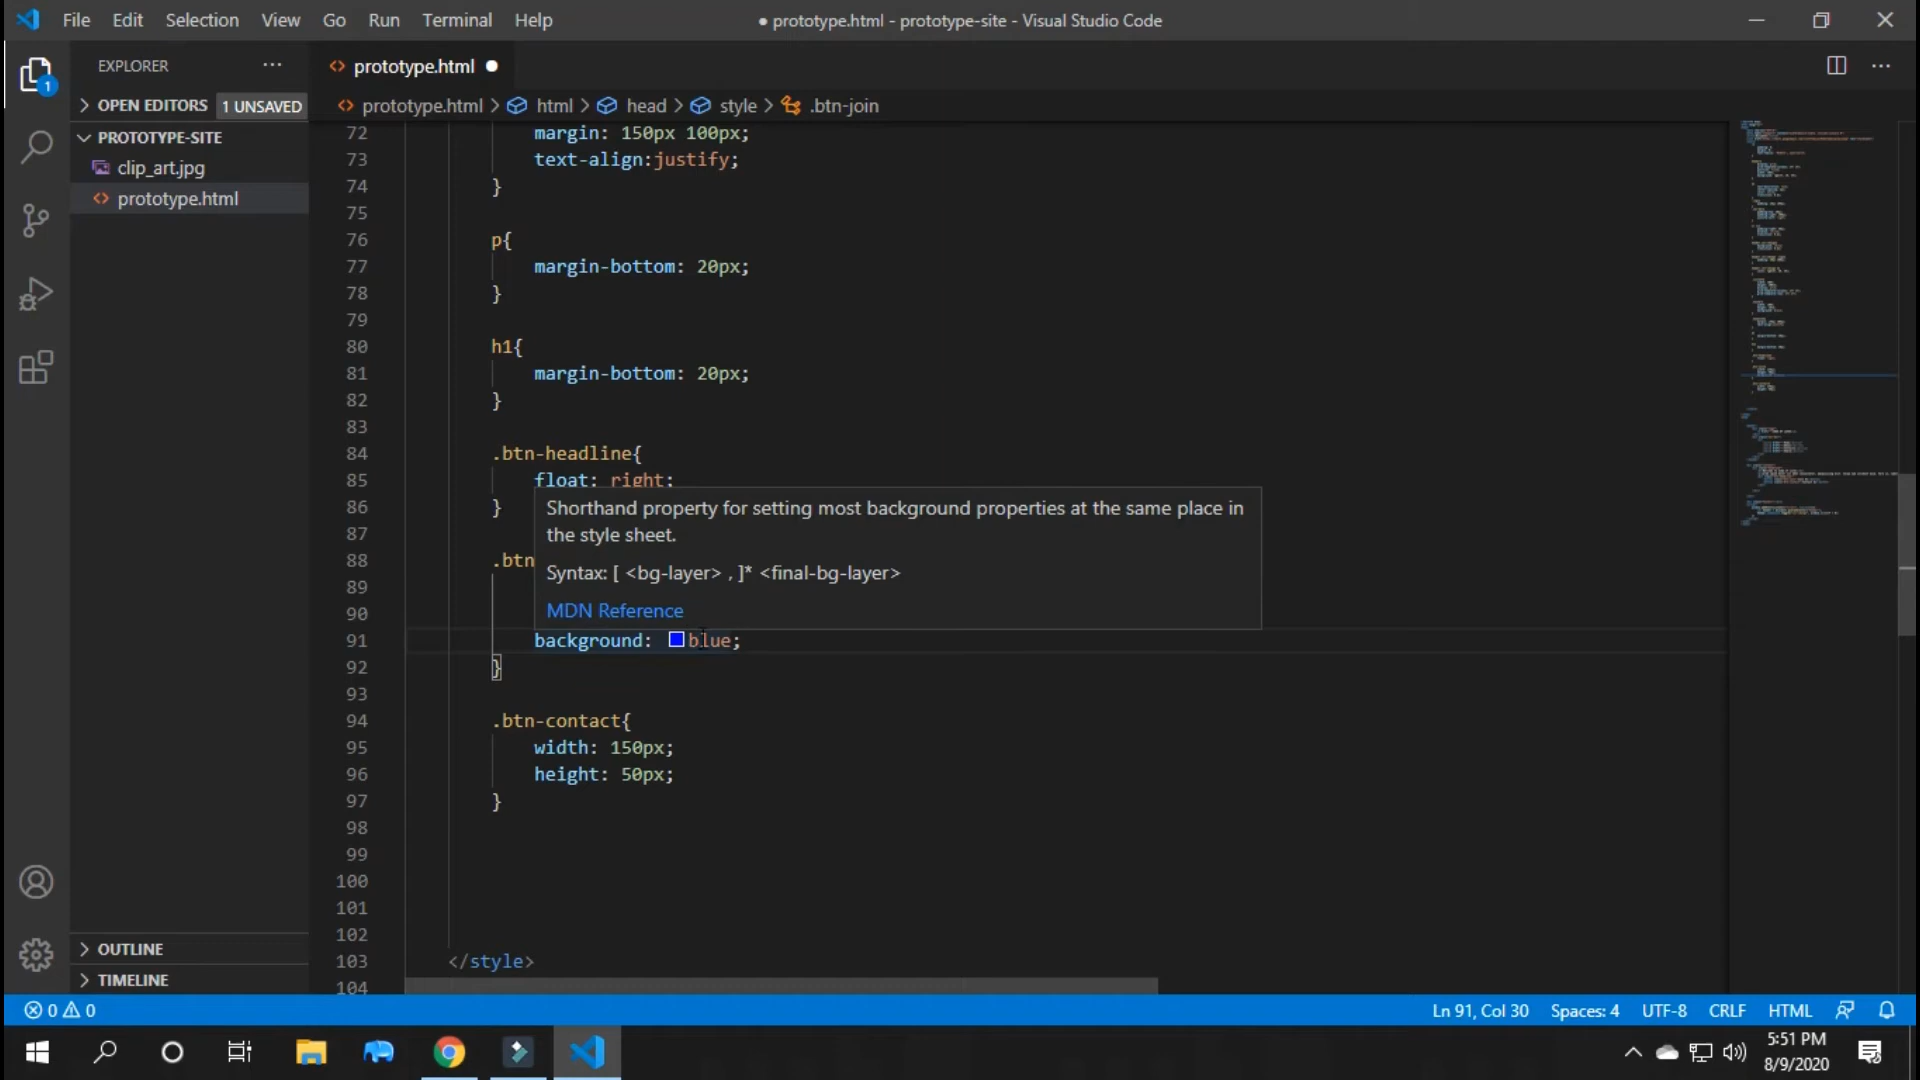 File Edit Selection View Go Run Terminal Help
● prototype.html - prototype-site - Visual Studio Code
EXPLORER ...
prototype.html
OPEN EDITORS 1 UNSAVED
prototype.html > html > head > style > .btn-join
PROTOTYPE-SITE
clip_art.jpg
prototype.html
1
72 margin: 150px 100px;
73 text-align:justify;
74 }
75
76 p{
77 margin-bottom: 20px;
78 }
79
80 h1{
81 margin-bottom: 20px;
82 }
83
84 .btn-headline{
85 float: right;
86 }
87
88 .btn
89
90
Shorthand property for setting most background properties at the same place in
the style sheet.
Syntax: [ <bg-layer> , ]* <final-bg-layer>
MDN Reference
91 background: blue;
92 }
93
94 .btn-contact{
95 width: 150px;
96 height: 50px;
97 }
98
99
100
101
102
103 </style>
104
OUTLINE
TIMELINE
0 0
Ln 91, Col 30 Spaces: 4 UTF-8 CRLF HTML
5:51 PM
8/9/2020